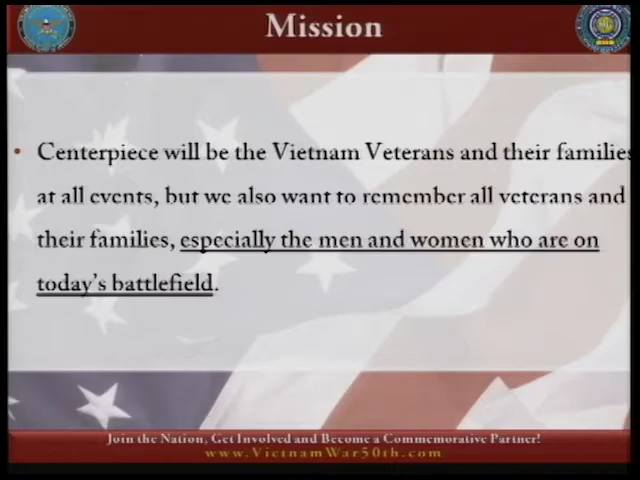 Mission
• Centerpiece will be the Vietnam Veterans and their families
at all events, but we also want to remember all veterans and
their families, especially the men and women who are on
today's battlefield.
Join the Nation, Get Involved and Become a Commemorative Partner!
www.VietnamWar50th.com